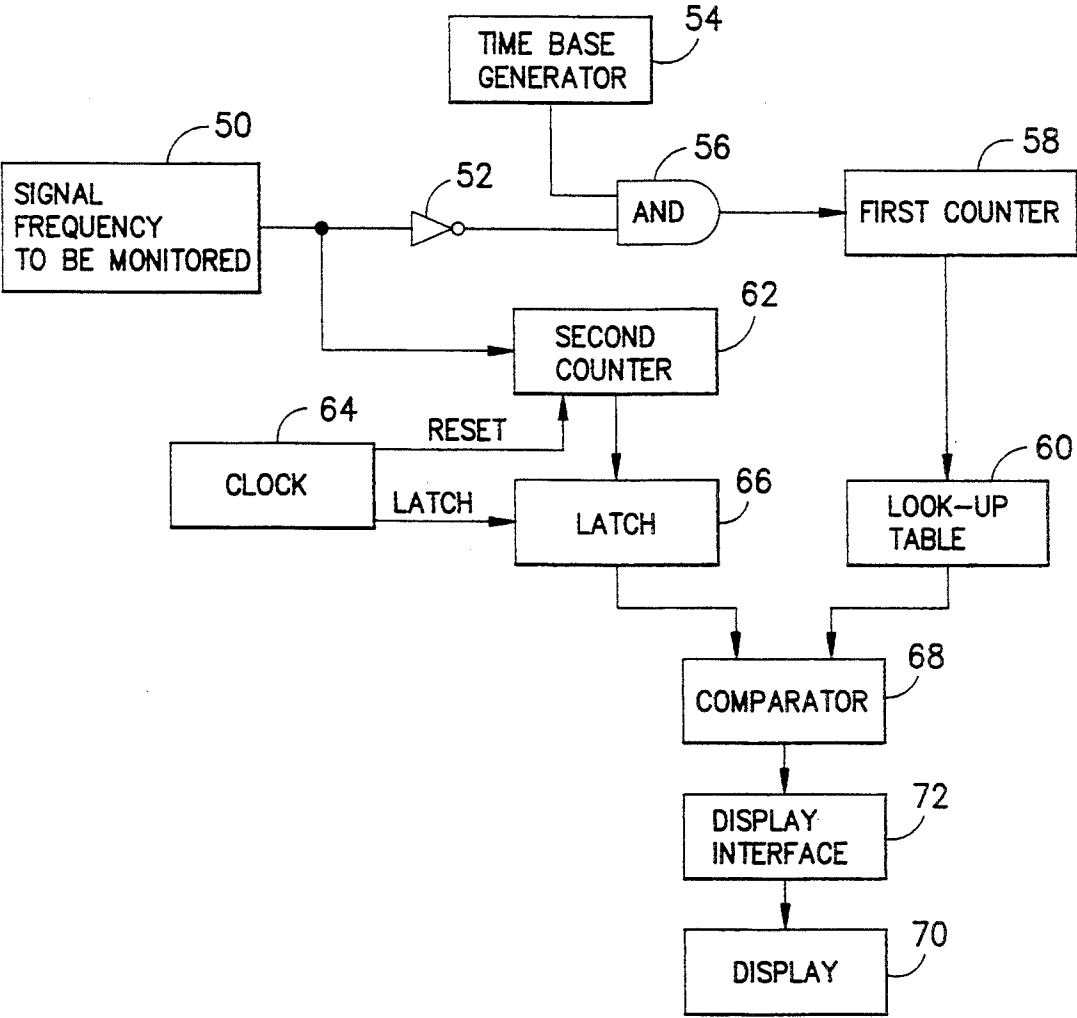 54
TIME BASE
GENERATOR
50
SIGNAL
FREQUENCY
TO BE MONITORED
52
56
AND
58
FIRST COUNTER
62
SECOND
COUNTER
64
CLOCK
RESET
LATCH
66
LATCH
60
LOOK-UP
TABLE
68
COMPARATOR
72
DISPLAY
INTERFACE
70
DISPLAY